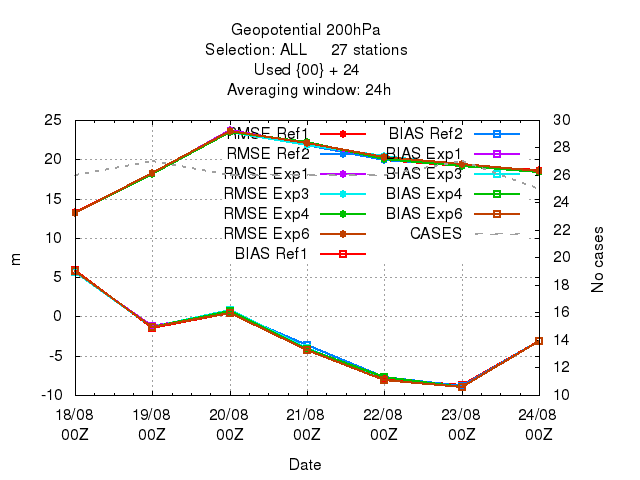 Geopotential 200hPa
Selection: ALL     27 stations
Used {00} + 24
Averaging window: 24h
25
20
15
10
5
0
-5
-10
m
30
28
26
24
22
20
18
16
14
12
10
No cases
RMSE Ref1
RMSE Ref2
RMSE Exp1
RMSE Exp3
RMSE Exp4
RMSE Exp6
BIAS Ref1
BIAS Ref2
BIAS Exp1
BIAS Exp3
BIAS Exp4
BIAS Exp6
CASES
18/08 19/08 20/08 21/08 22/08 23/08 24/08
00Z 00Z 00Z 00Z 00Z 00Z 00Z
Date